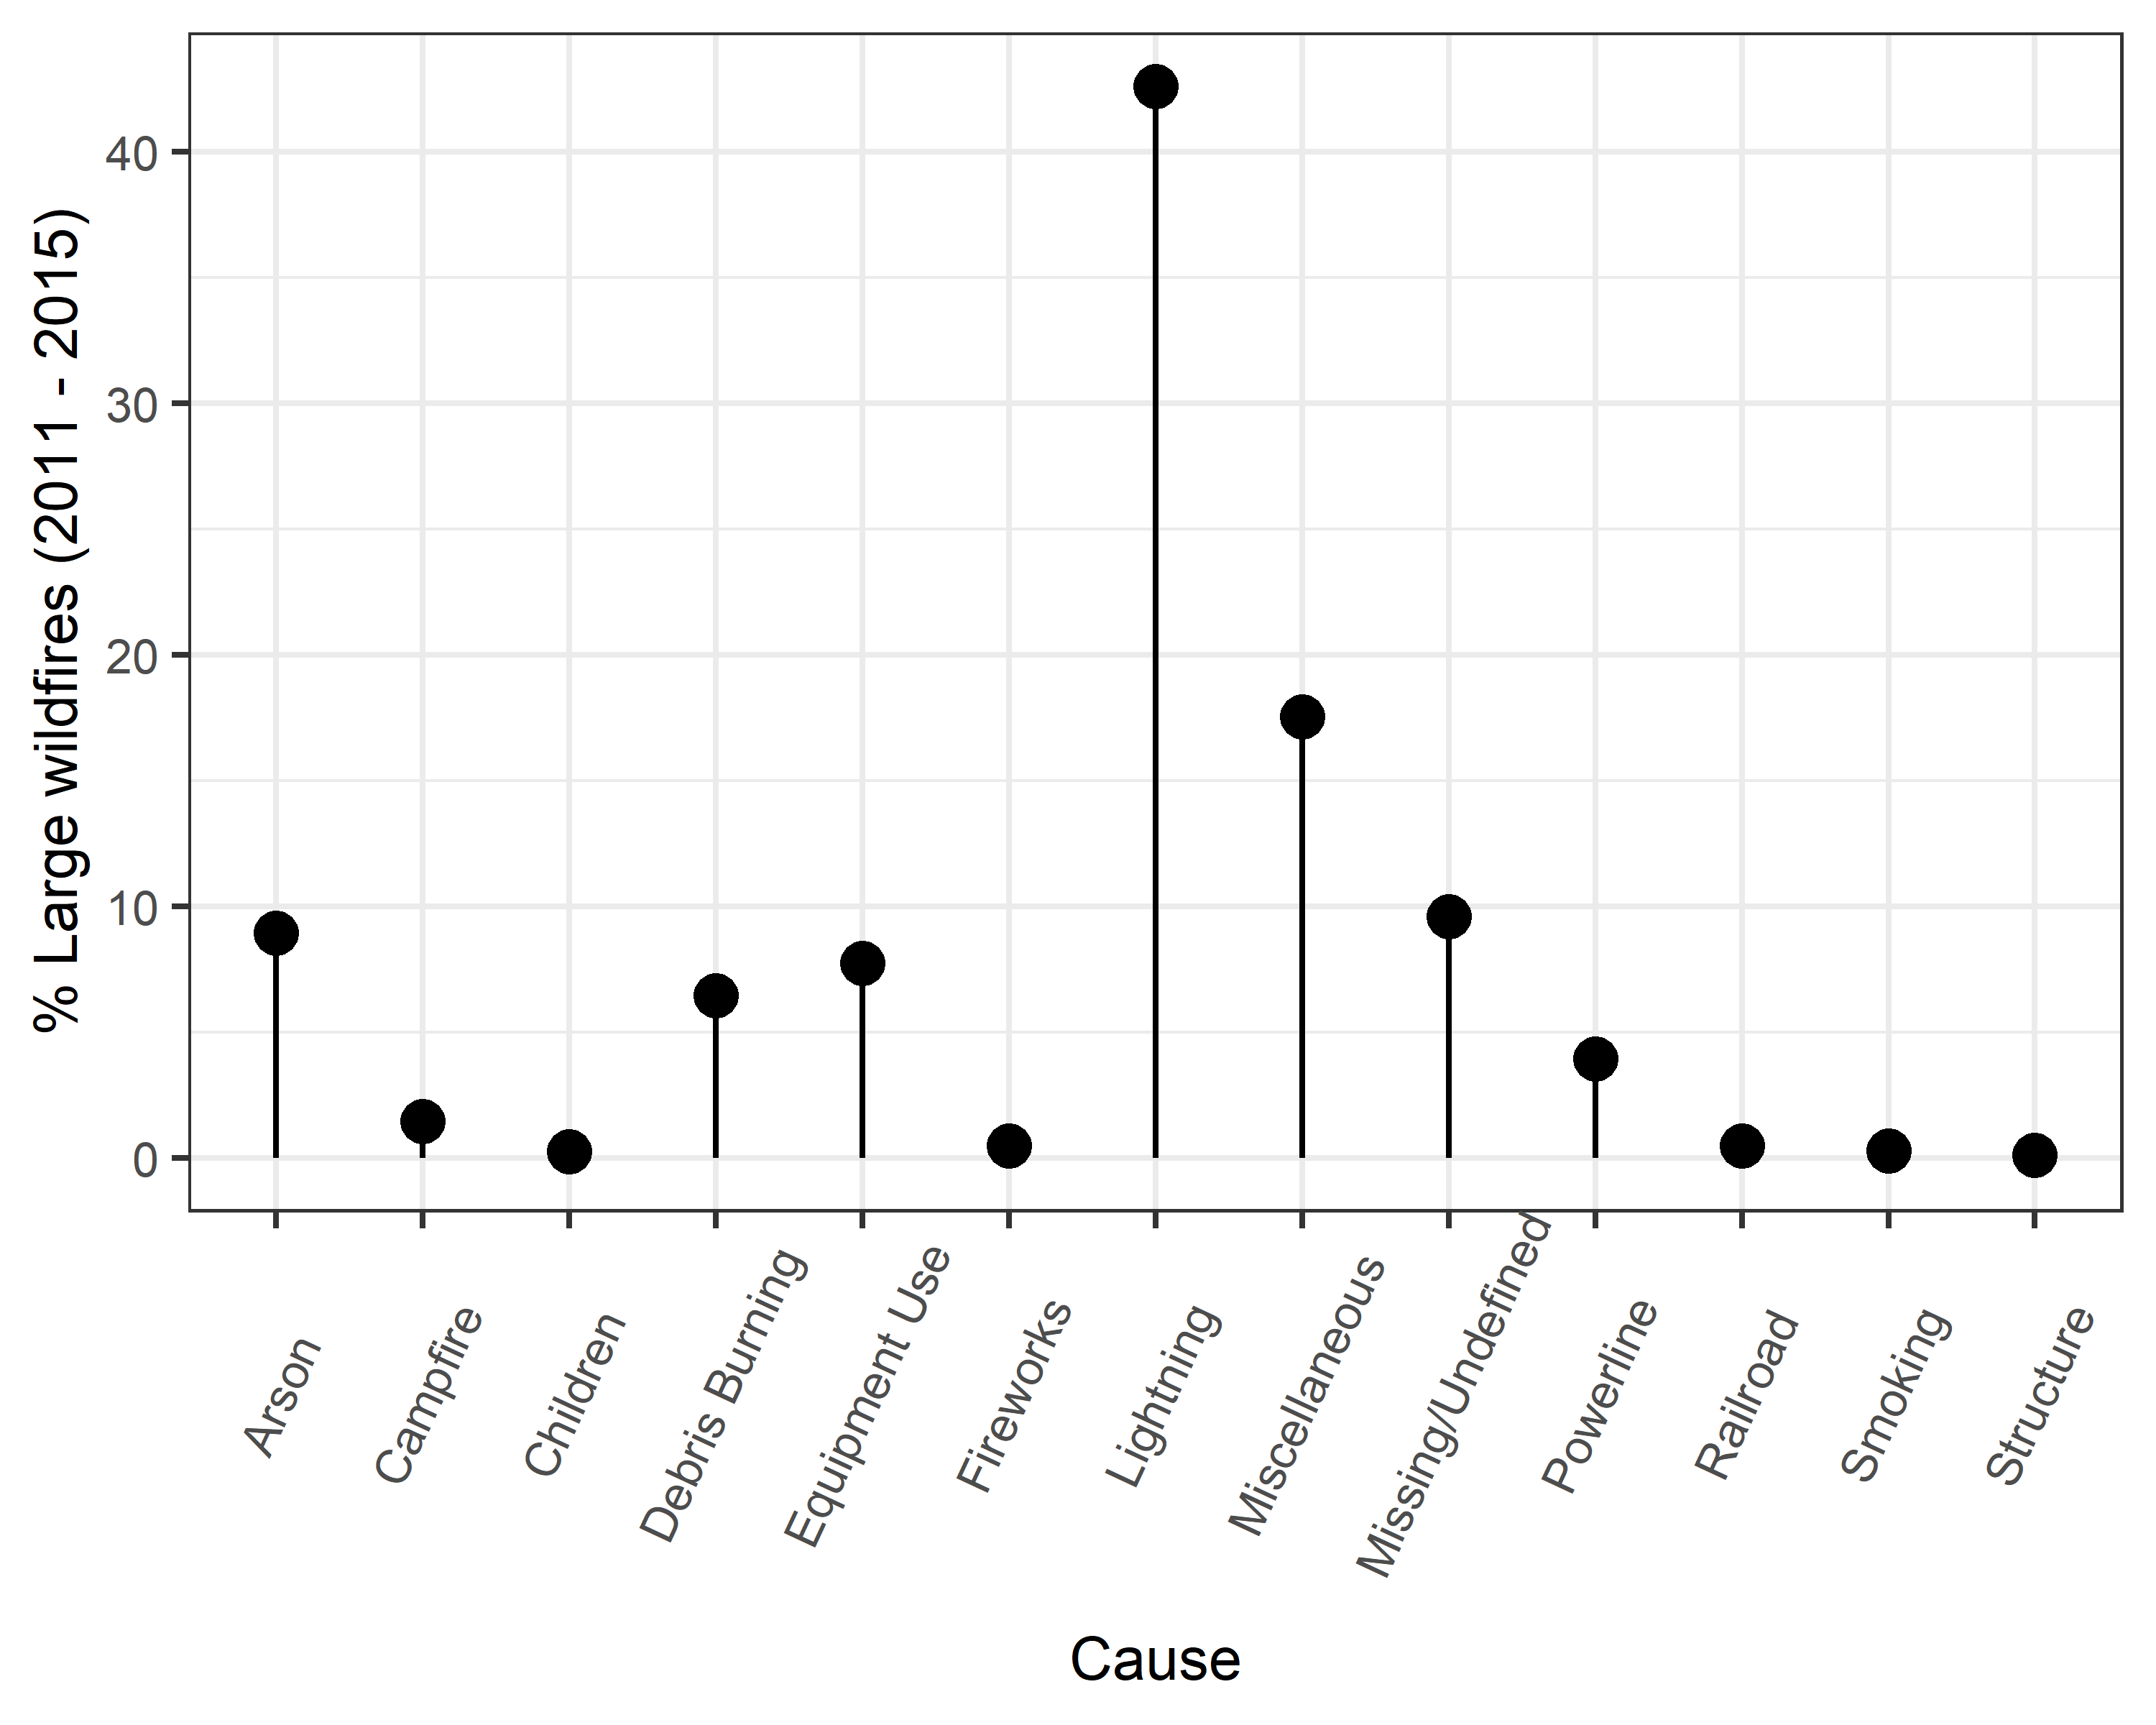 % Large wildfires (2011 - 2015)
40
30
20
10
0
Arson
Campfire
Children
Debris Burning
Equipment Use
Fireworks
Lightning
Miscellaneous
Missing/Undefined
Powerline
Railroad
Smoking
Structure
Cause